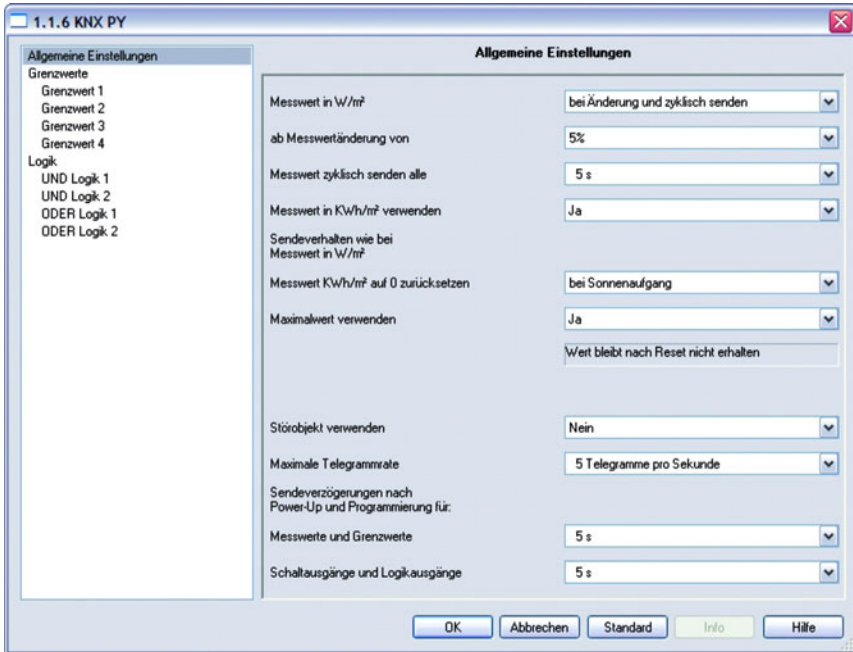 1.1.6 KNX PY
Allgemeine Einstellungen
Grenzwerte
Grenzwert 1
Grenzwert 2
Grenzwert 3
Grenzwert 4
Logik
UND Logik 1
UND Logik 2
ODER Logik 1
ODER Logik 2
Allgemeine Einstellungen
Messwert in W/m² bei Änderung und zyklisch senden
ab Messwertänderung von 5%
Messwert zyklisch senden alle 5 s
Messwert in KWh/m² verwenden Ja
Sendeverhalten wie bei
Messwert in W/m²
Messwert KWh/m² auf 0 zurücksetzen bei Sonnenaufgang
Maximalwert verwenden Ja
Wert bleibt nach Reset nicht erhalten
Störobjekt verwenden Nein
Maximale Telegrammrate 5 Telegramme pro Sekunde
Sendeverzögerungen nach
Power-Up und Programmierung für:
Messwerte und Grenzwerte 5 s
Schaltausgänge und Logikausgänge 5 s
OK Abbrechen Standard Info Hilfe